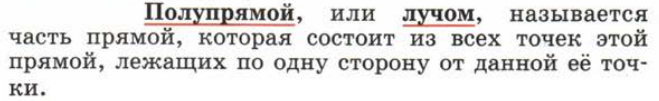 Полупрямой, или лучом, называется
часть прямой, которая состоит из всех точек этой
прямой, лежащих по одну сторону от данной её точ-
ки.